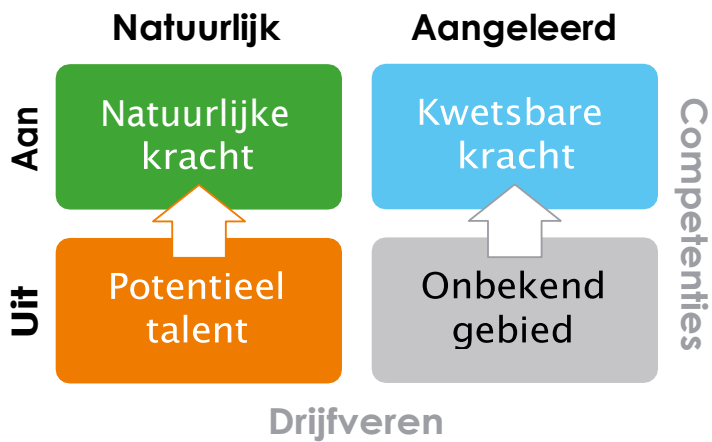 Natuurlijk
Aangeleerd
Aan
Natuurlijke
kracht
Kwetsbare
kracht
Competenties
Uit
Potentieel
talent
Onbekend
gebied
Drijfveren